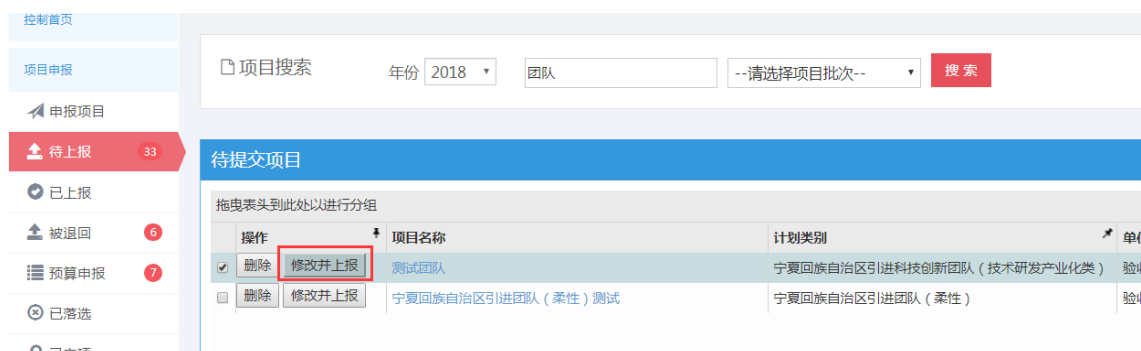 控制首页
项目申报
申报项目
待上报 33
已上报
被退回 6
预算申报 7
已落选
项目搜索 年份 2018 团队 --请选择项目批次-- 搜 索
待提交项目
拖曳表头到此处以进行分组
操作 项目名称 计划类别
删除 修改并上报 测试团队 宁夏回族自治区引进科技创新团队（技术研发产业化类） 验
删除 修改并上报 宁夏回族自治区引进团队（柔性）测试 宁夏回族自治区引进团队（柔性） 验